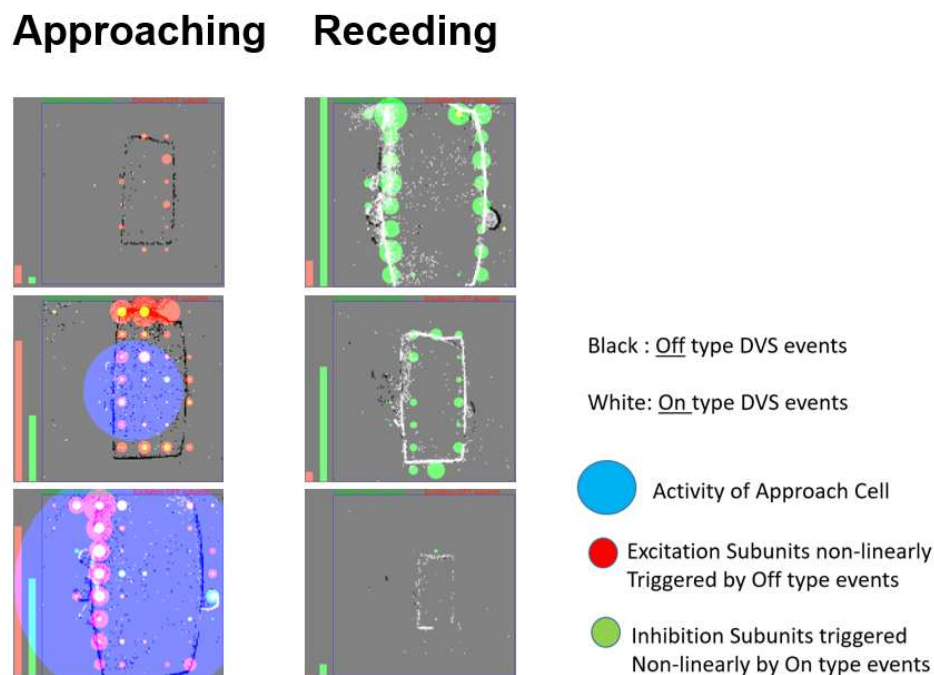 Approaching
Receding
Black : Off type DVS events
White: On type DVS events
Activity of Approach Cell
Excitation Subunits non-linearly
Triggered by Off type events
Inhibition Subunits triggered
Non-linearly by On type events